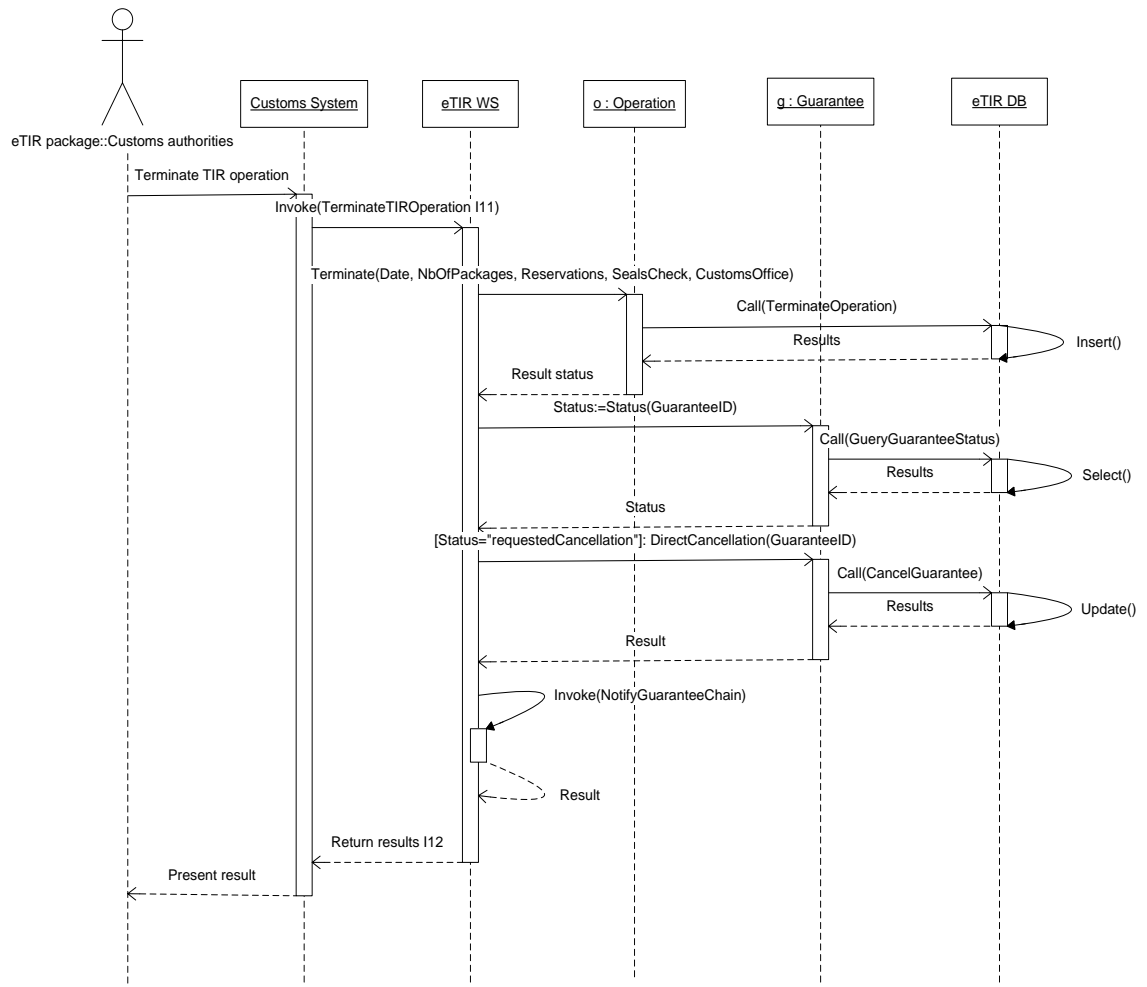 Customs System
eTIR WS
o : Operation
g : Guarantee
eTIR DB
eTIR package::Customs authorities
Terminate TIR operation
Invoke(TerminateTIROperation I11)
Terminate(Date, NbOfPackages, Reservations, SealsCheck, CustomsOffice)
Call(TerminateOperation)
Results
Insert()
Result status
Status:=Status(GuaranteeID)
Call(GueryGuaranteeStatus)
Results
Select()
Status
[Status="requestedCancellation"]: DirectCancellation(GuaranteeID)
Call(CancelGuarantee)
Results
Update()
Result
Invoke(NotifyGuaranteeChain)
Result
Return results I12
Present result